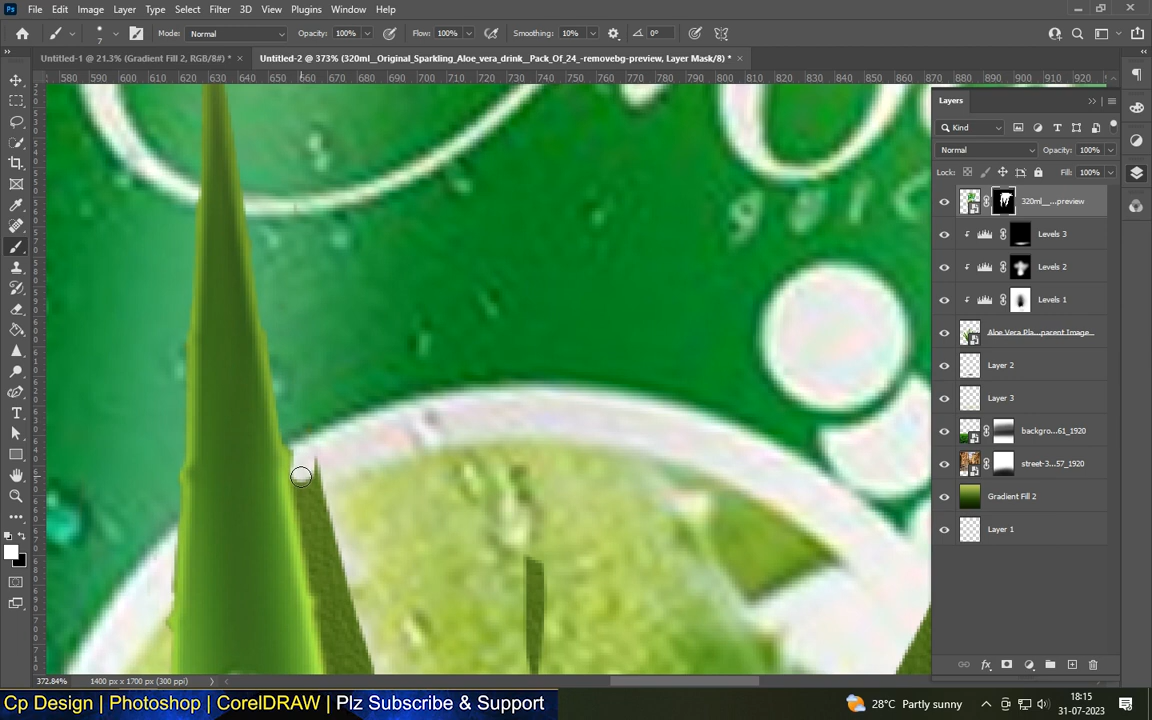 File Edit Image Layer Type Select Filter 3D View Plugins Window Help
7 Mode: Normal Opacity: 100% Flow: 100% Smoothing: 10% 0°
Untitled-1 @ 21.3% (Gradient Fill 2, RGB/8#) * × Untitled-2 @ 373% (320ml__Original_Sparkling_Aloe_vera_drink__Pack_Of_24_-removebg-preview, Layer Mask/8) * ×
580 590 600 610 620 630 640 650 660 670 680 690 700 710 720 730 740 750 760 770 780 790 800 810 820 830 840 850 860 870 880 890 900 910 920
Layers
Kind
Normal Opacity: 100%
Lock: Fill: 100%
320ml__...preview
Levels 3
Levels 2
Levels 1
Aloe Vera Pla...parent Image...
Layer 2
Layer 3
backgro...61_1920
street-3...57_1920
Gradient Fill 2
Layer 1
372.84% 1400 px x 1700 px (300 ppi)
Cp Design | Photoshop | CorelDRAW | Plz Subscribe & Support
28°C Partly sunny
18:15
31-07-2023